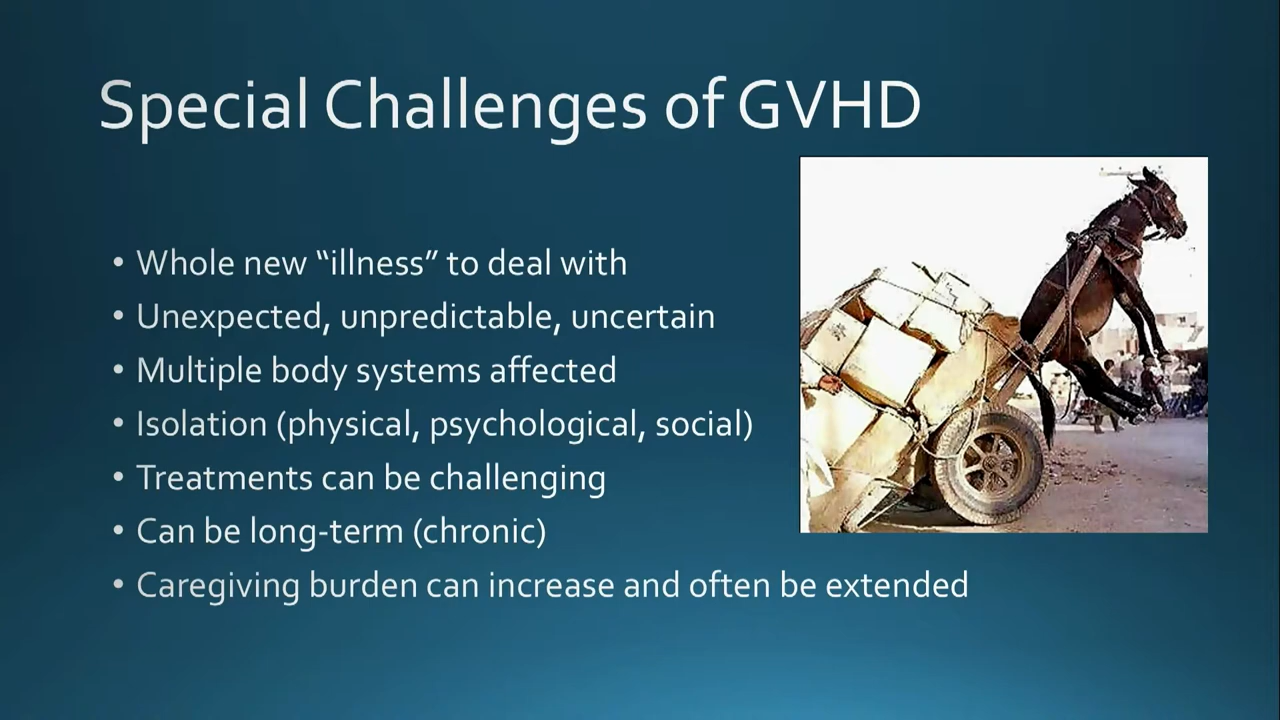 Special Challenges of GVHD
• Whole new “illness” to deal with
• Unexpected, unpredictable, uncertain
• Multiple body systems affected
• Isolation (physical, psychological, social)
• Treatments can be challenging
• Can be long-term (chronic)
• Caregiving burden can increase and often be extended